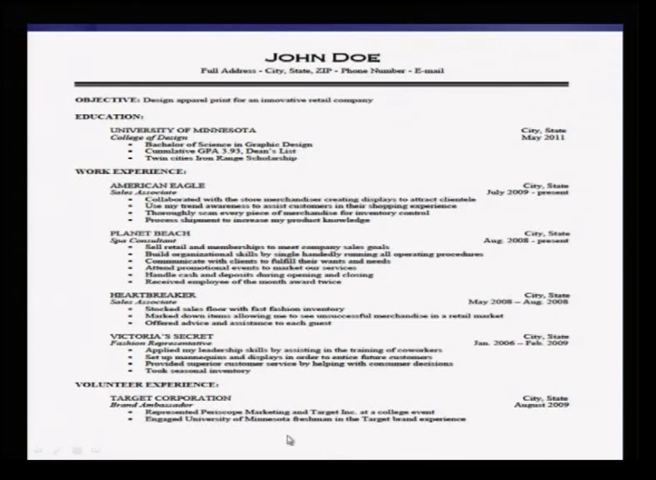 JOHN DOE
Full Address - City, State, ZIP - Phone Number - E-mail
OBJECTIVE: Design apparel print for an innovative retail company
EDUCATION:
UNIVERSITY OF MINNESOTA City, State
College of Design May 2011
• Bachelor of Science in Graphic Design
• Cumulative GPA 3.93, Dean's List
• Twin cities Iron Range Scholarship
WORK EXPERIENCE:
AMERICAN EAGLE City, State
Sales Associate July 2009 - present
• Collaborated with the store merchandiser creating displays to attract clientele
• Use my trend awareness to assist customers in their shopping experience
• Thoroughly scan every piece of merchandise for inventory control
• Process shipment to increase my product knowledge
PLANET BEACH City, State
Spa Consultant Aug. 2008 - present
• Sell retail and memberships to meet company sales goals
• Build organizational skills by single handedly running all operating procedures
• Communicate with clients to fulfill their wants and needs
• Attend promotional events to market our services
• Handle cash and deposits during opening and closing
• Received employee of the month award twice
HEARTBREAKER City, State
Sales Associate May 2008 – Aug. 2008
• Stocked sales floor with fast fashion inventory
• Marked down items allowing me to see unsuccessful merchandise in a retail market
• Offered advice and assistance to each guest
VICTORIA'S SECRET City, State
Fashion Representative Jan. 2006 – Feb. 2009
• Applied my leadership skills by assisting in the training of coworkers
• Set up mannequins and displays in order to entice future customers
• Provided superior customer service by helping with consumer decisions
• Took seasonal inventory
VOLUNTEER EXPERIENCE:
TARGET CORPORATION City, State
Brand Ambassador August 2009
• Represented Periscope Marketing and Target Inc. at a college event
• Engaged University of Minnesota freshman in the Target brand experience